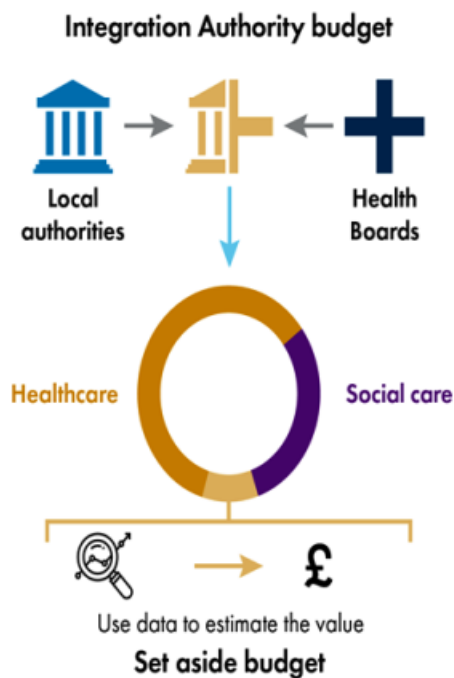 Integration Authority budget
Local
authorities
Health
Boards
Healthcare
Social care
£
Use data to estimate the value
Set aside budget